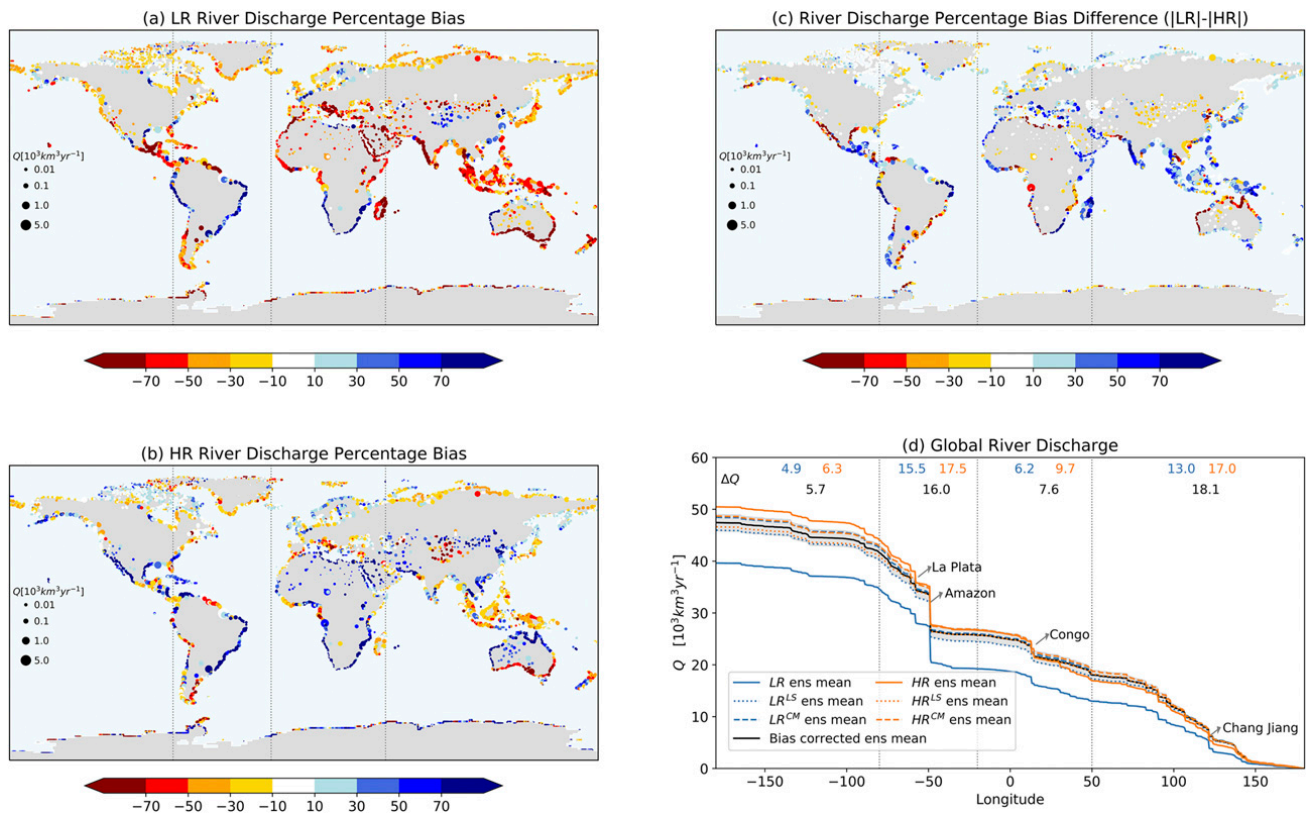 (a) LR River Discharge Percentage Bias
Q[10³km³yr⁻¹]
0.01
0.1
1.0
5.0
−70 −50 −30 −10 10 30 50 70
(c) River Discharge Percentage Bias Difference (|LR|-|HR|)
Q[10³km³yr⁻¹]
0.01
0.1
1.0
5.0
−70 −50 −30 −10 10 30 50 70
(b) HR River Discharge Percentage Bias
Q[10³km³yr⁻¹]
0.01
0.1
1.0
5.0
−70 −50 −30 −10 10 30 50 70
(d) Global River Discharge
60
4.9 6.3 15.5 17.5 6.2 9.7 13.0 17.0
ΔQ
5.7 16.0 7.6 18.1
50
40
La Plata
Amazon
30
Q [10³km³yr⁻¹]
Congo
20
LR ens mean HR ens mean
LR^LS ens mean HR^LS ens mean
LR^CM ens mean HR^CM ens mean
Bias corrected ens mean
10
Chang Jiang
0
−150 −100 −50 0 50 100 150
Longitude